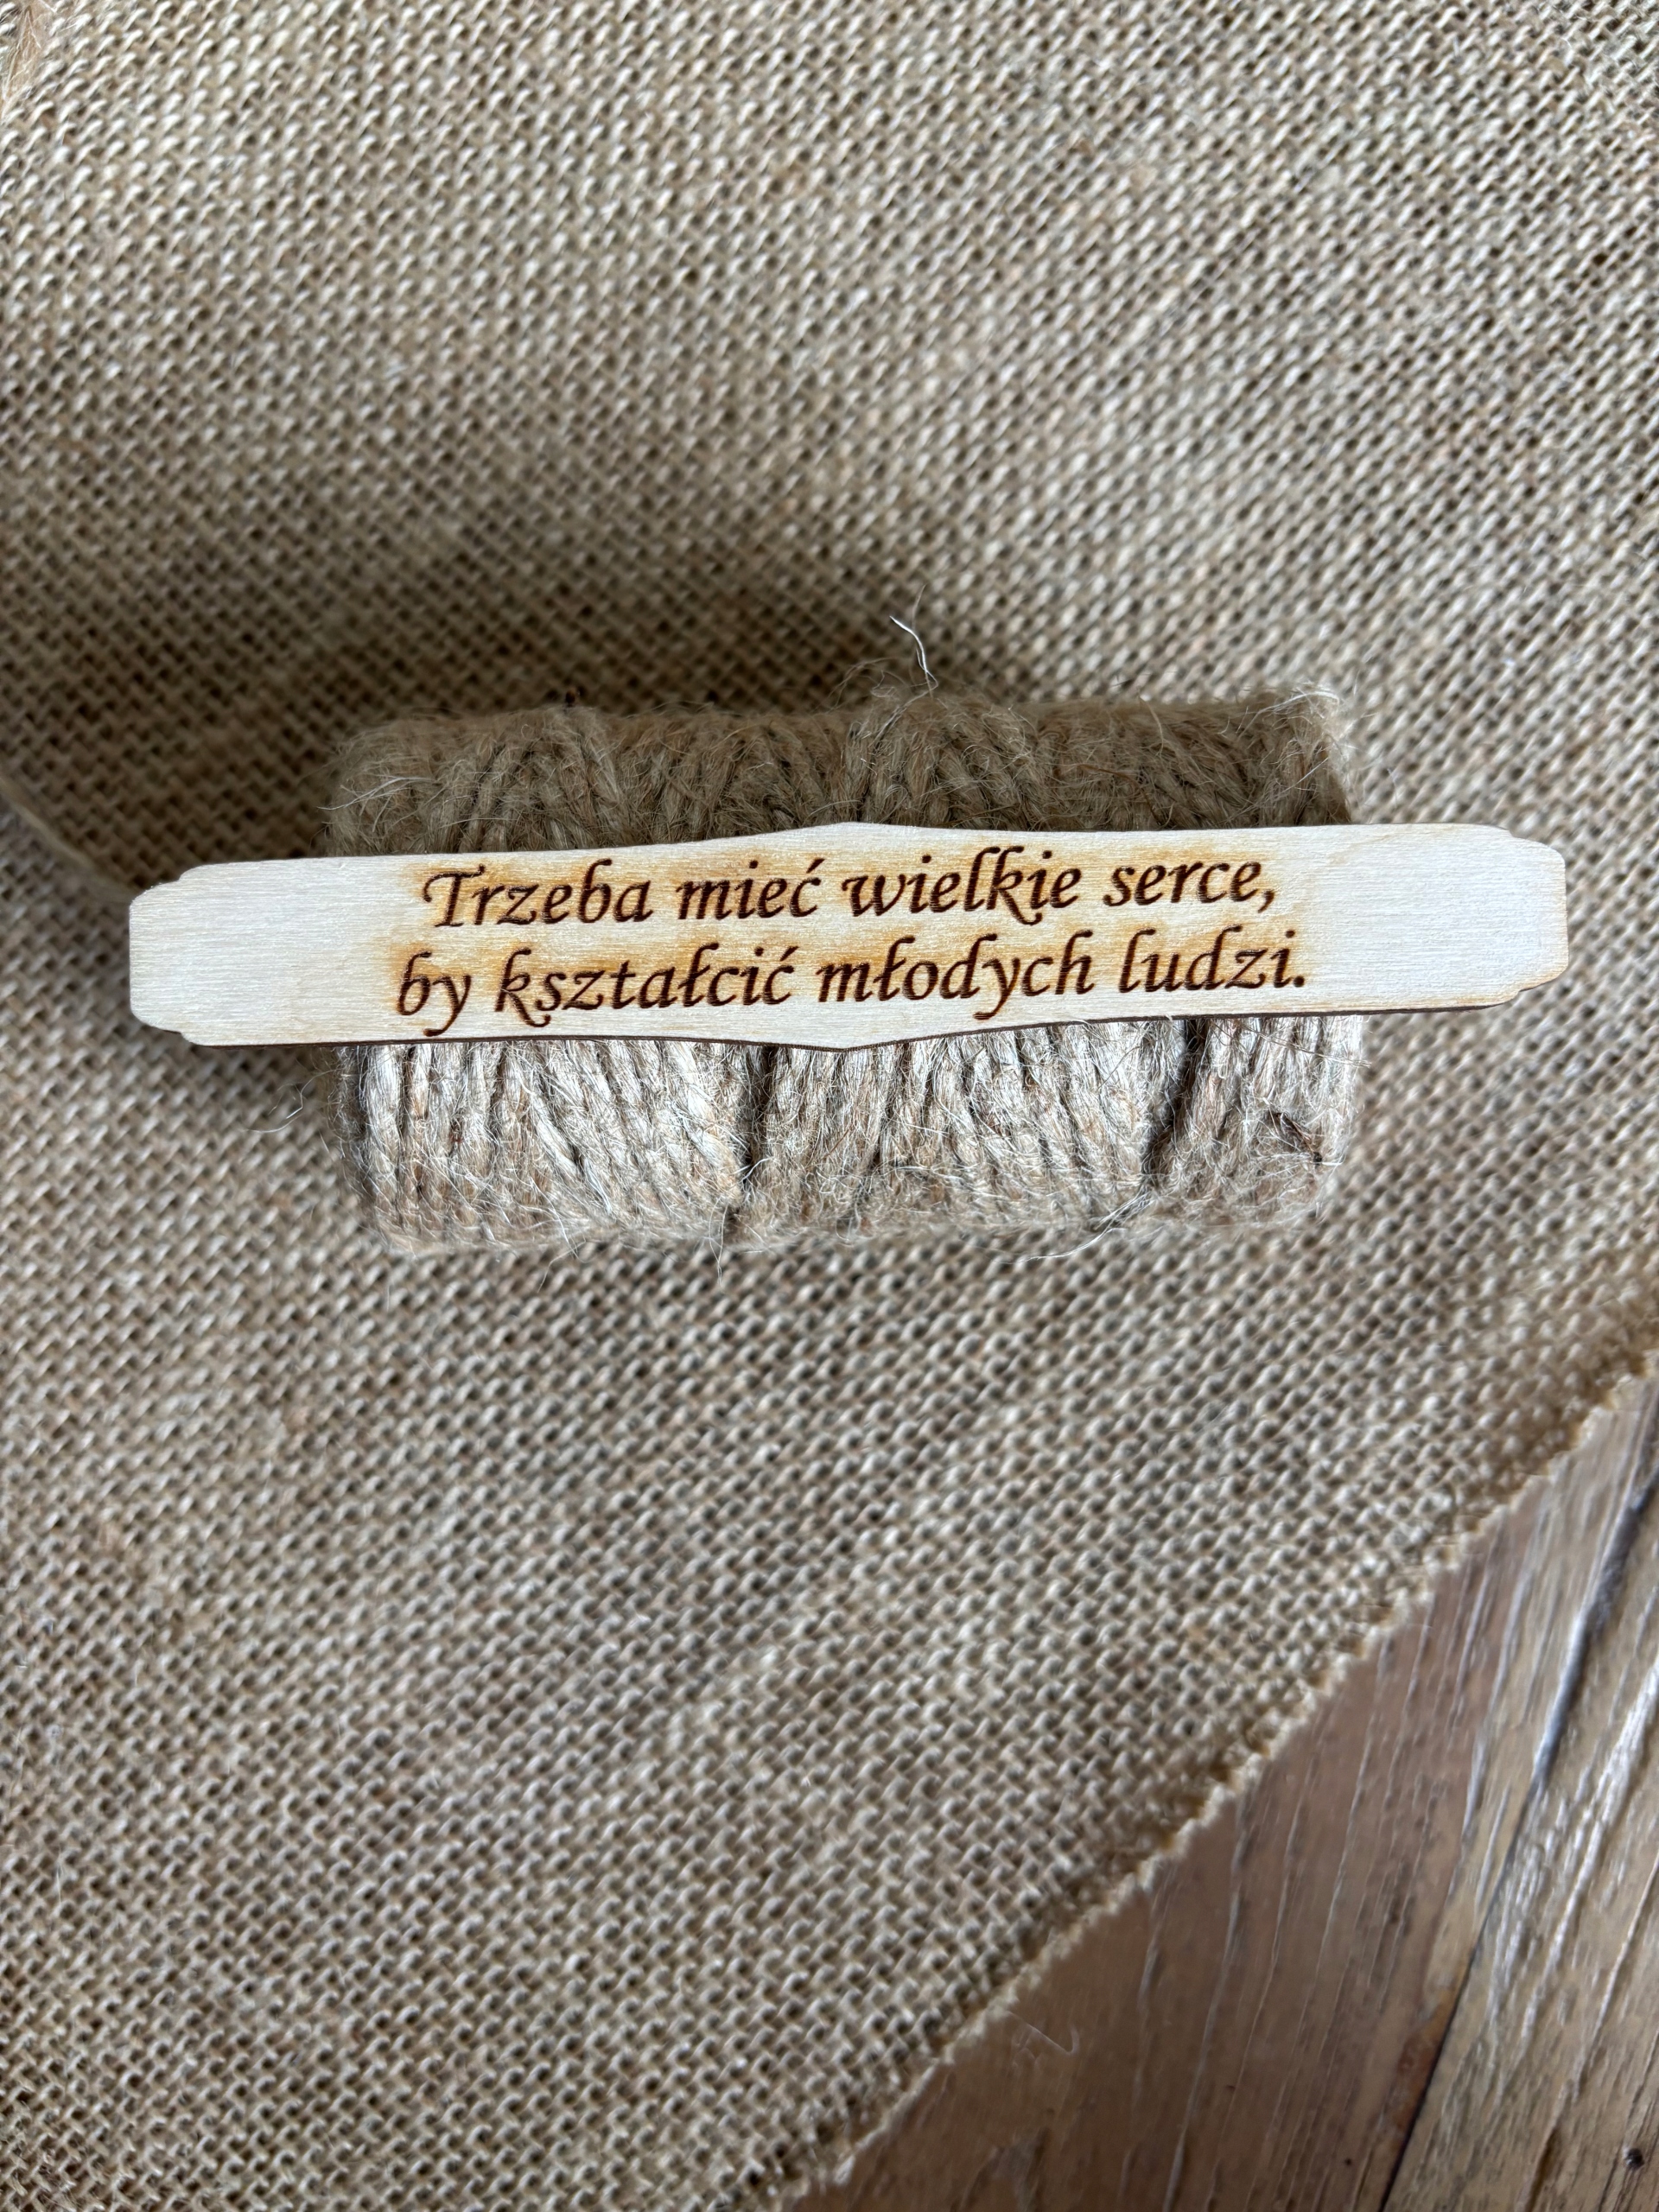 Trzeba mieć wielkie serce,
by kształcić młodych ludzi.